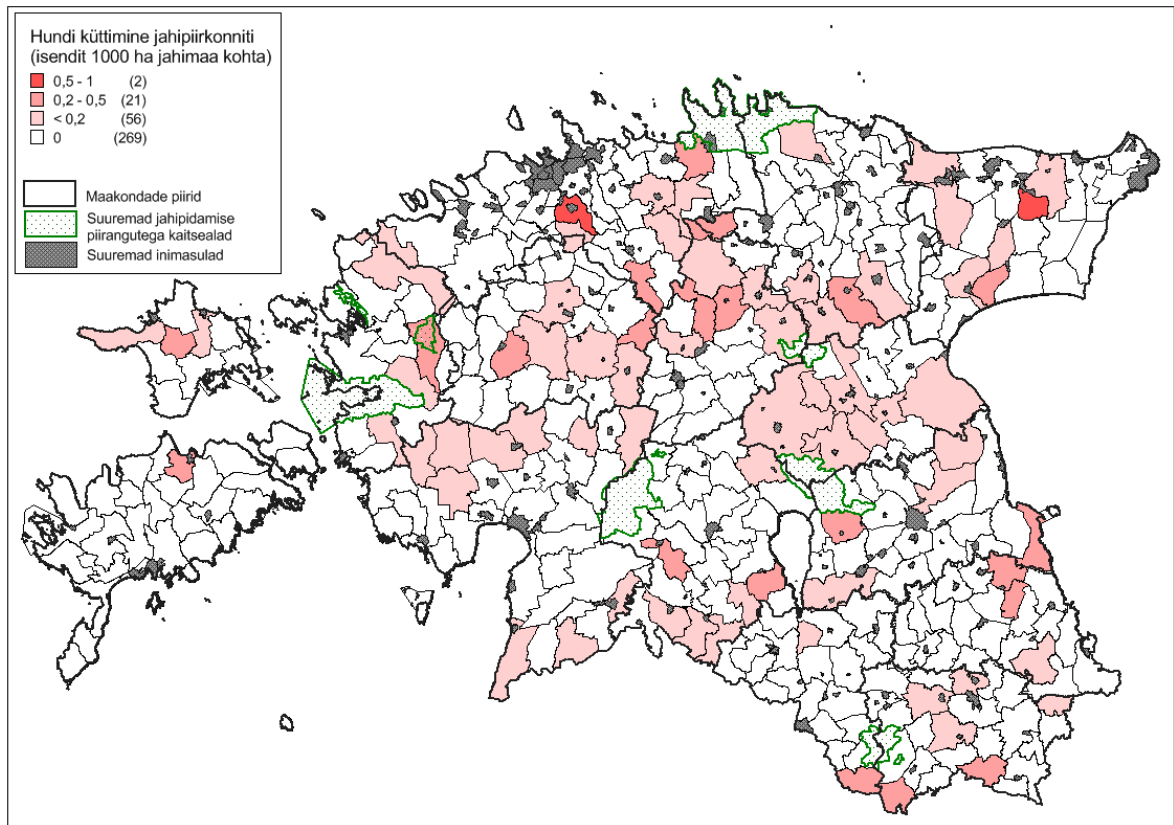 Hundi küttimine jahipiirkonniti
(isendit 1000 ha jahimaa kohta)
0,5 - 1 (2)
0,2 - 0,5 (21)
< 0,2 (56)
0 (269)
Maakondade piirid
Suuremad jahipidamise
piirangutega kaitsealad
Suuremad inimasulad